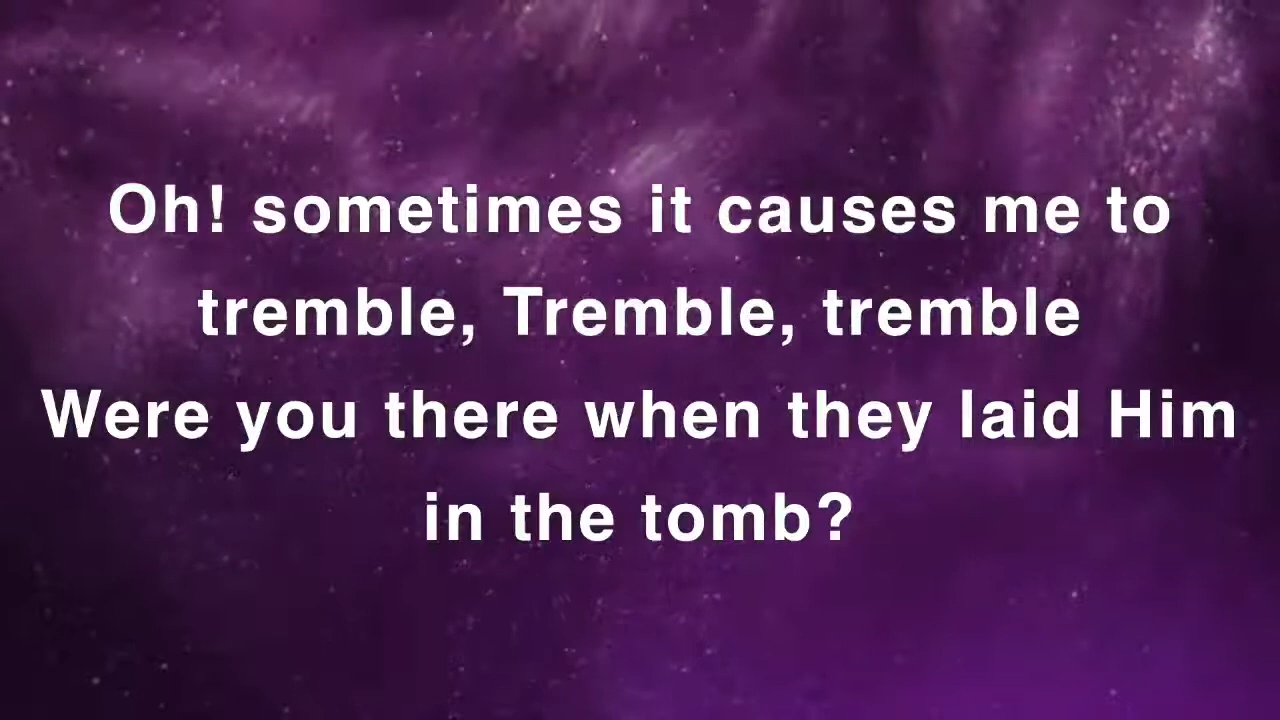 Oh! sometimes it causes me to
tremble, Tremble, tremble
Were you there when they laid Him
in the tomb?